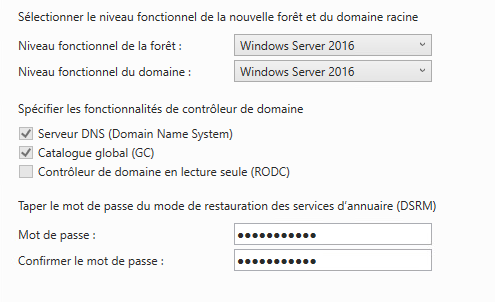 Sélectionner le niveau fonctionnel de la nouvelle forêt et du domaine racine
Niveau fonctionnel de la forêt : Windows Server 2016
Niveau fonctionnel du domaine : Windows Server 2016
Spécifier les fonctionnalités de contrôleur de domaine
Serveur DNS (Domain Name System)
Catalogue global (GC)
Contrôleur de domaine en lecture seule (RODC)
Taper le mot de passe du mode de restauration des services d’annuaire (DSRM)
Mot de passe : •••••••••••
Confirmer le mot de passe : •••••••••••